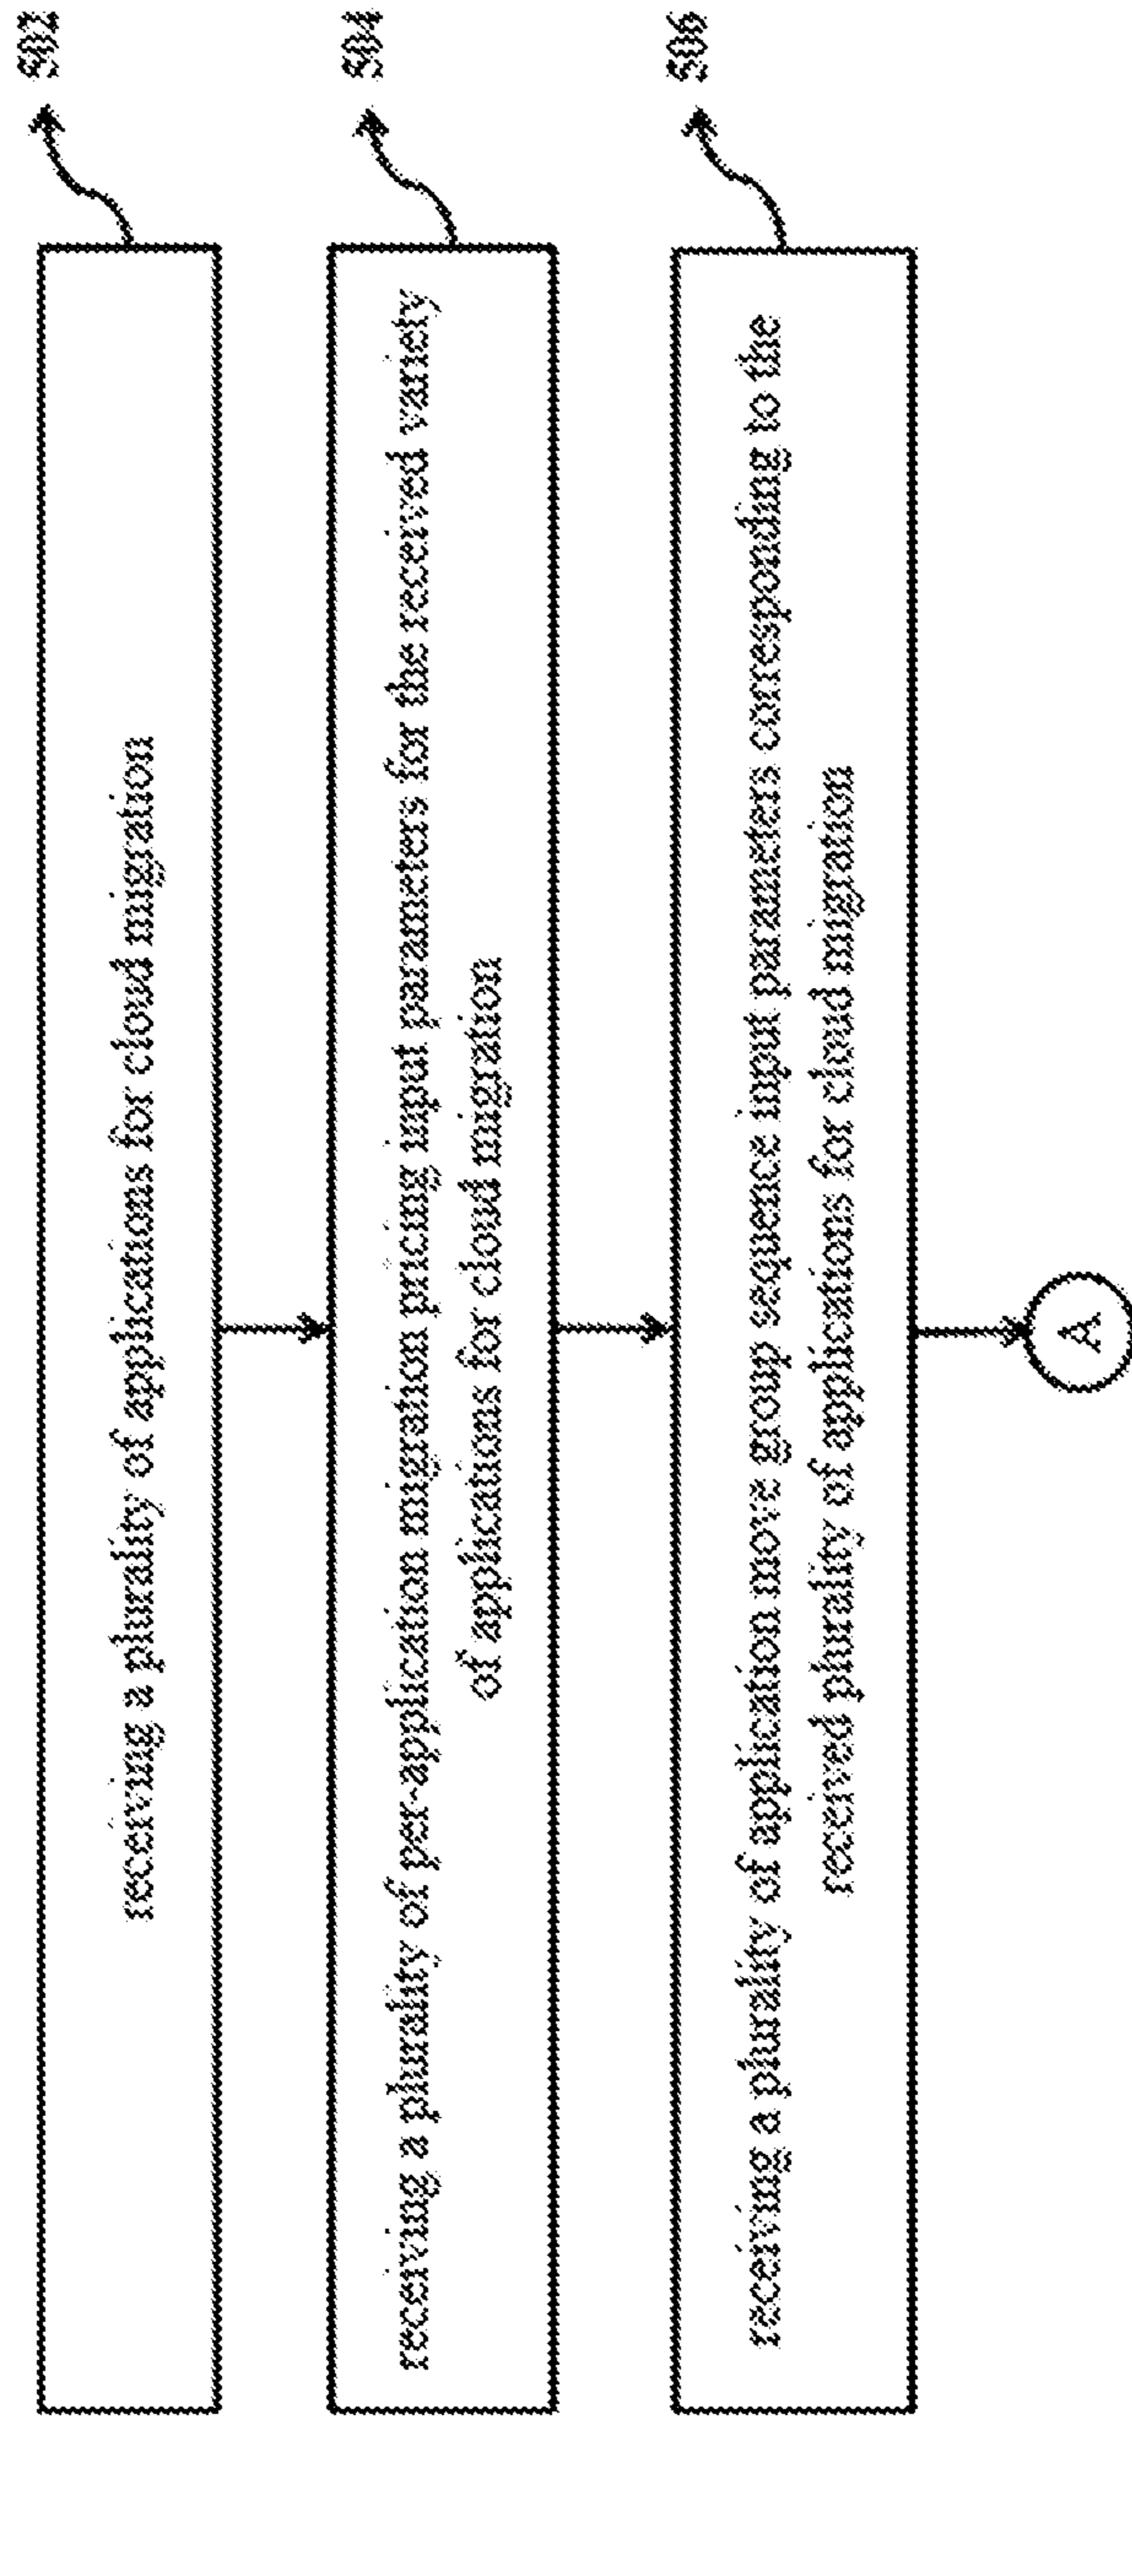 receiving a plurality of applications for cloud migration
502
receiving a plurality of per-application migration pricing input parameters for the received variety
of applications for cloud migration
504
receiving a plurality of application move group sequence input parameters corresponding to the
received plurality of applications for cloud migration
506
A